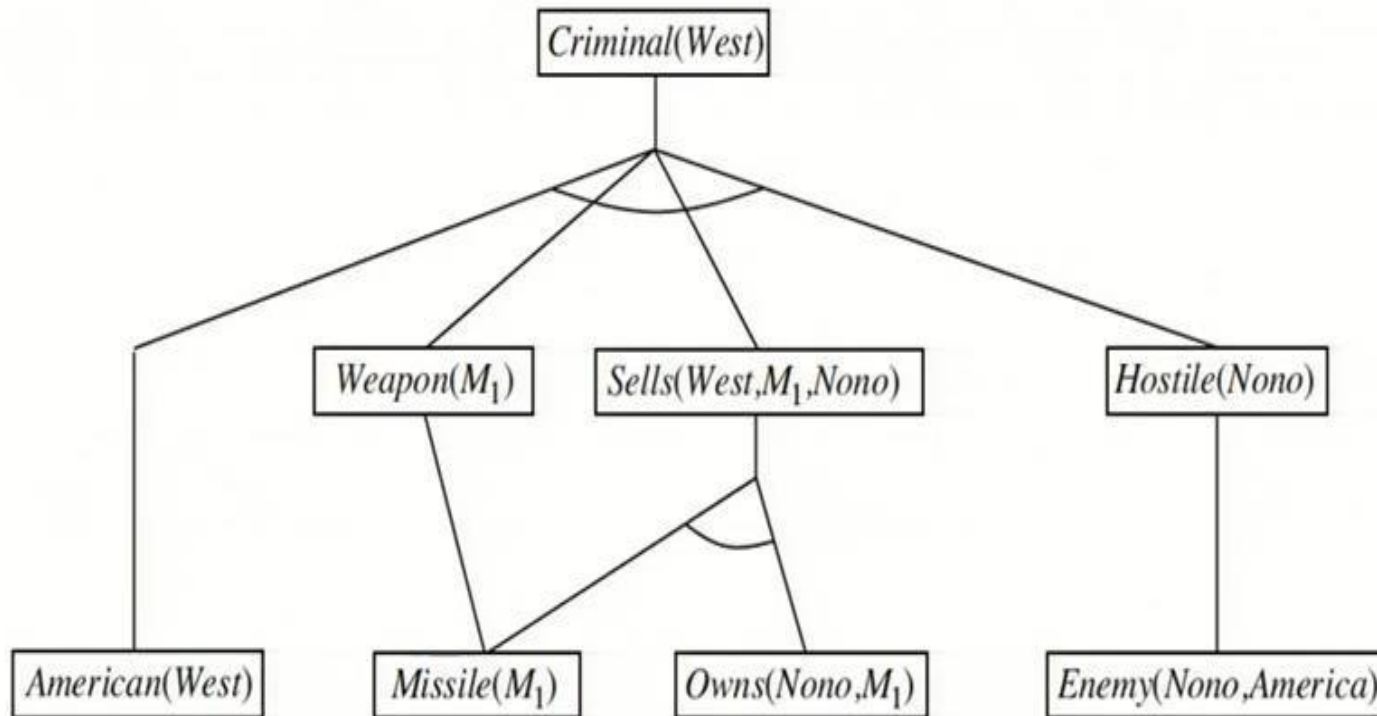 Criminal(West)
Weapon(M₁)
Sells(West,M₁,Nono)
Hostile(Nono)
American(West)
Missile(M₁)
Owns(Nono,M₁)
Enemy(Nono,America)